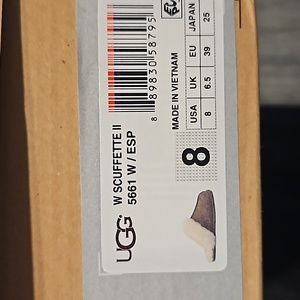 UGG
W SCUFFETTE II
5661 W / ESP
8 89830 58795
8
MADE IN VIETNAM
USA UK EU JAPAN
8 6.5 39 25